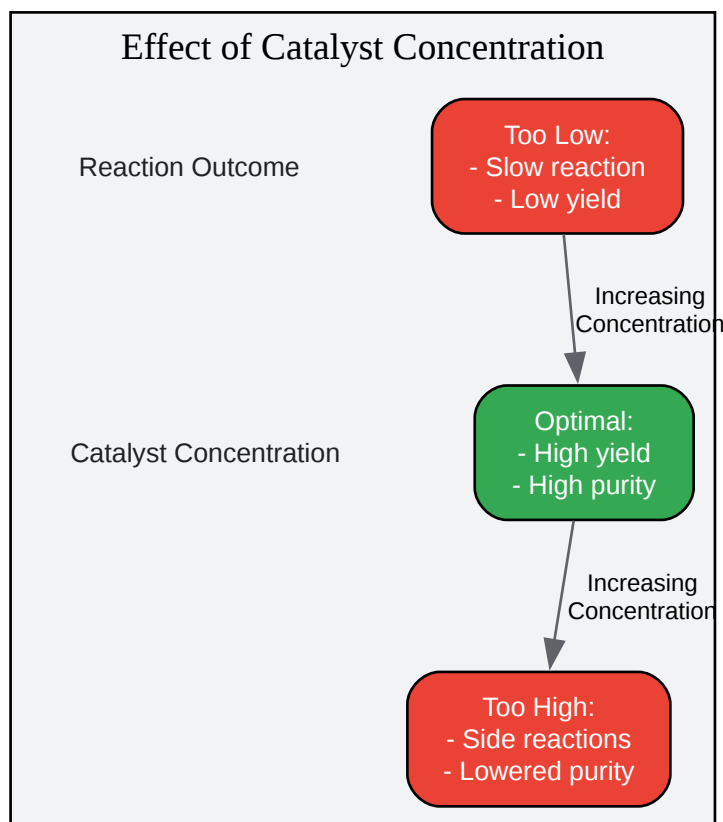 Effect of Catalyst Concentration
Reaction Outcome
Too Low:
- Slow reaction
- Low yield
Increasing
Concentration
Catalyst Concentration
Optimal:
- High yield
- High purity
Increasing
Concentration
Too High:
- Side reactions
- Lowered purity